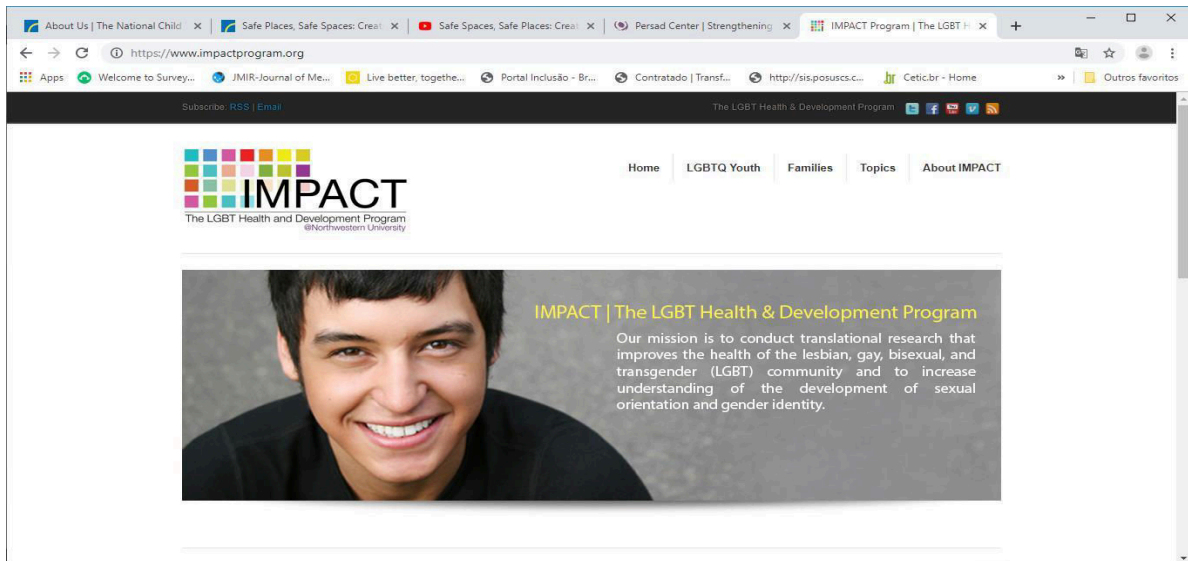 About Us | The National Child
Safe Places, Safe Spaces: Creat
Safe Spaces, Safe Places: Creat
Persad Center | Strengthening
IMPACT Program | The LGBT H
https://www.impactprogram.org
Apps
Welcome to Survey...
JMIR-Journal of Me...
Live better, togethe...
Portal Inclusão - Br...
Contratado | Transf...
http://sis.posuscs.c...
Cetic.br - Home
»
Outros favoritos
Subscribe: RSS | Email
The LGBT Health & Development Program
IMPACT
The LGBT Health and Development Program
@Northwestern University
Home
LGBTQ Youth
Families
Topics
About IMPACT
IMPACT | The LGBT Health & Development Program
Our mission is to conduct translational research that
improves the health of the lesbian, gay, bisexual, and
transgender (LGBT) community and to increase
understanding of the development of sexual
orientation and gender identity.